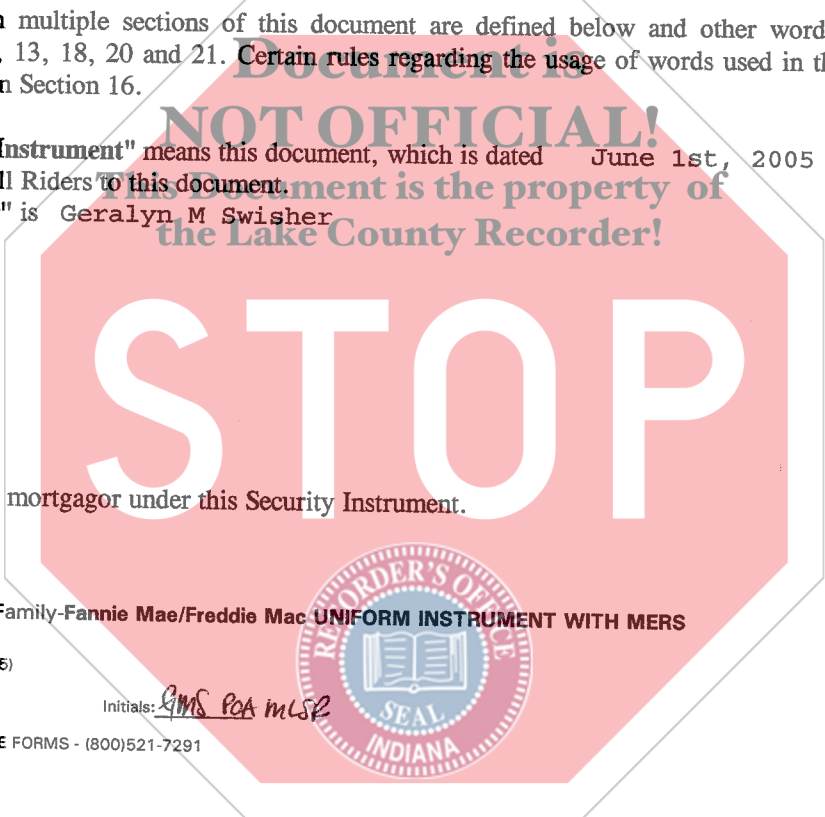 multiple sections of this document are defined below and other word
, 13, 18, 20 and 21. Certain rules regarding the usage of words used in th
n Section 16.
Document is
NOT OFFICIAL!
This Document is the property of
the Lake County Recorder!
Instrument" means this document, which is dated June 1st, 2005
ll Riders to this document.
" is Geralyn M Swisher
STOP
mortgagor under this Security Instrument.
RECORDER'S OFFICE
SEAL
INDIANA
Family-Fannie Mae/Freddie Mac UNIFORM INSTRUMENT WITH MERS
5)
Initials: GMS POA MLSR
E FORMS - (800)521-7291